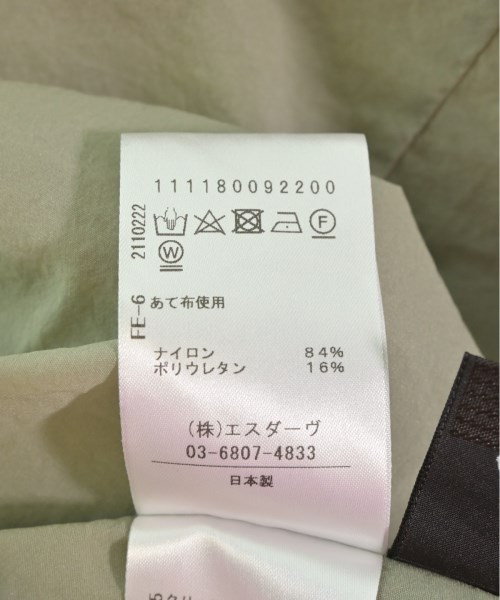 111180092200
2110222
F
W
FE-6
あて布使用
ナイロン 84%
ポリウレタン 16%
(株)エスダーヴ
03-6807-4833
日本製